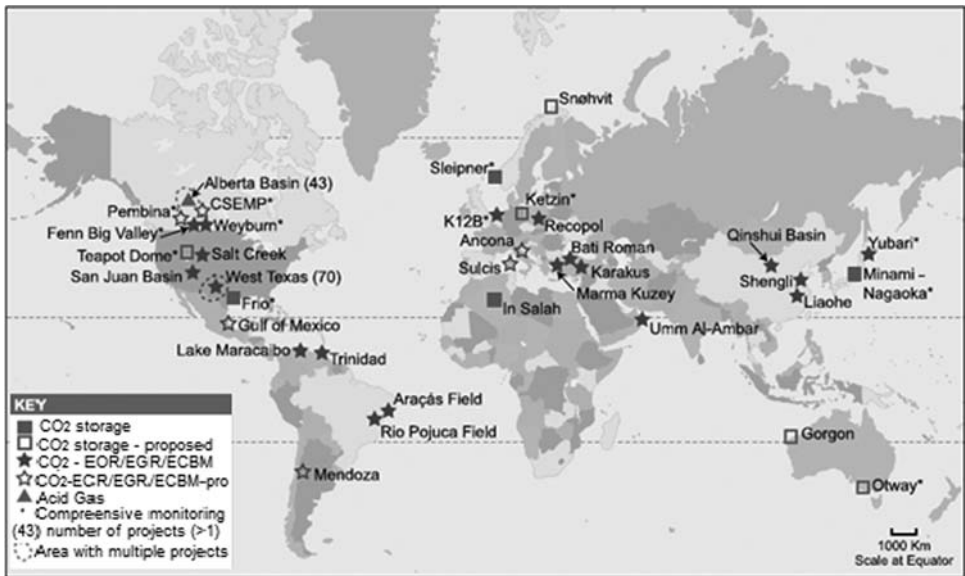 Snøhvit
Sleipner*
Alberta Basin (43)
CSEMP*
Pembina*
Fenn Big Valley*
Weyburn*
Teapot Dome*
Salt Creek
San Juan Basin
West Texas (70)
Frio*
Gulf of Mexico
Lake Maracaibo
Trinidad
Ketzin*
K12B*
Recopol
Ancona
Bati Roman
Sulcis
Karakus
Marma Kuzey
In Salah
Umm Al-Ambar
Qinshui Basin
Yubari*
Shengli
Minami –
Nagaoka*
Liaohe
Araçás Field
Rio Pojuca Field
Mendoza
Gorgon
Otway*
KEY
CO2 storage
CO2 storage - proposed
CO2 - EOR/EGR/ECBM
CO2-ECR/EGR/ECBM–pro
Acid Gas
* Compreensive monitoring
(43) number of projects (>1)
Area with multiple projects
1000 Km
Scale at Equator